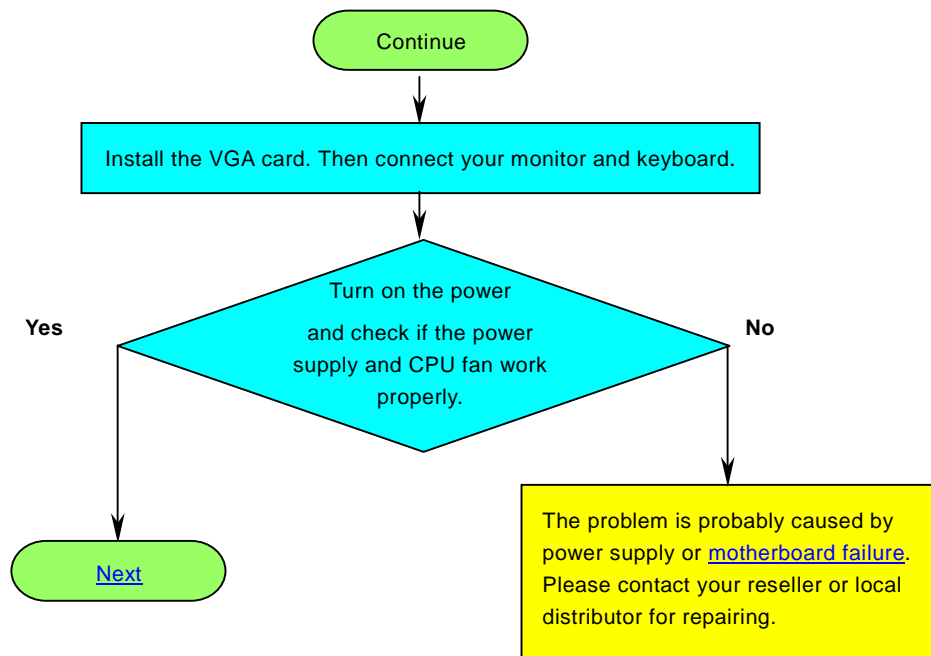 Continue
Install the VGA card. Then connect your monitor and keyboard.
Turn on the power
and check if the power
supply and CPU fan work
properly.
Yes
No
Next
The problem is probably caused by
power supply or motherboard failure.
Please contact your reseller or local
distributor for repairing.